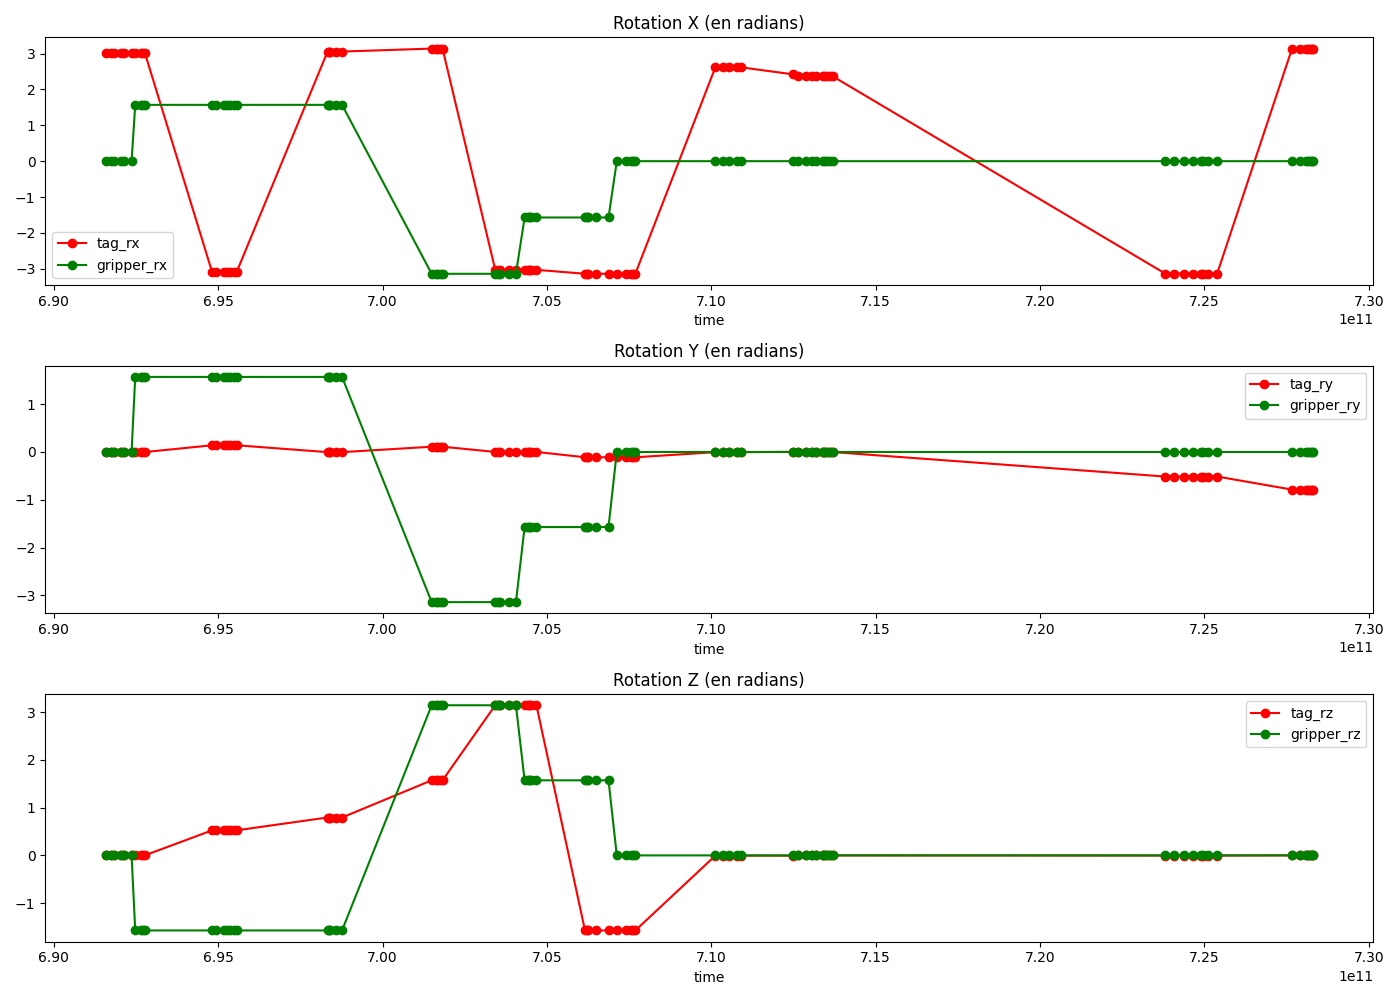 Rotation X (en radians)
3
2
1
0
−1
−2
−3
tag_rx
gripper_rx
6.90 6.95 7.00 7.05 7.10 7.15 7.20 7.25 7.30
time
1e11
Rotation Y (en radians)
1
0
−1
−2
−3
tag_ry
gripper_ry
6.90 6.95 7.00 7.05 7.10 7.15 7.20 7.25 7.30
time
1e11
Rotation Z (en radians)
3
2
1
0
−1
tag_rz
gripper_rz
6.90 6.95 7.00 7.05 7.10 7.15 7.20 7.25 7.30
time
1e11